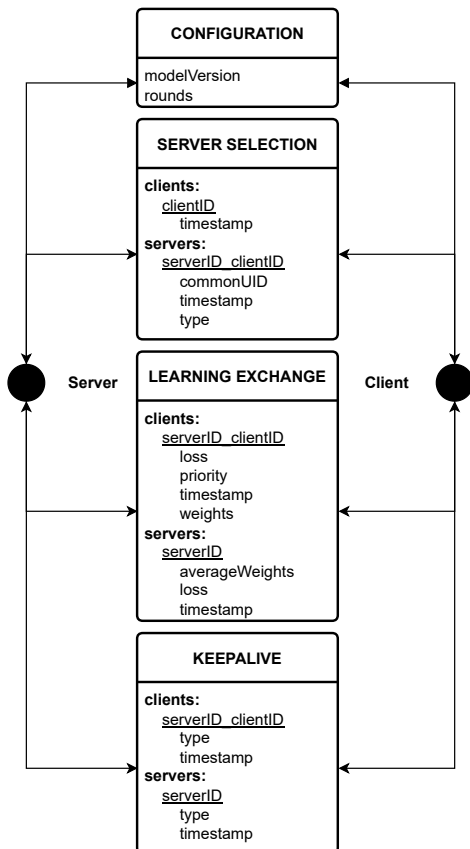 CONFIGURATION
modelVersion
rounds
SERVER SELECTION
clients:
clientID
timestamp
servers:
serverID_clientID
commonUID
timestamp
type
Server
LEARNING EXCHANGE
Client
clients:
serverID_clientID
loss
priority
timestamp
weights
servers:
serverID
averageWeights
loss
timestamp
KEEPALIVE
clients:
serverID_clientID
type
timestamp
servers:
serverID
type
timestamp